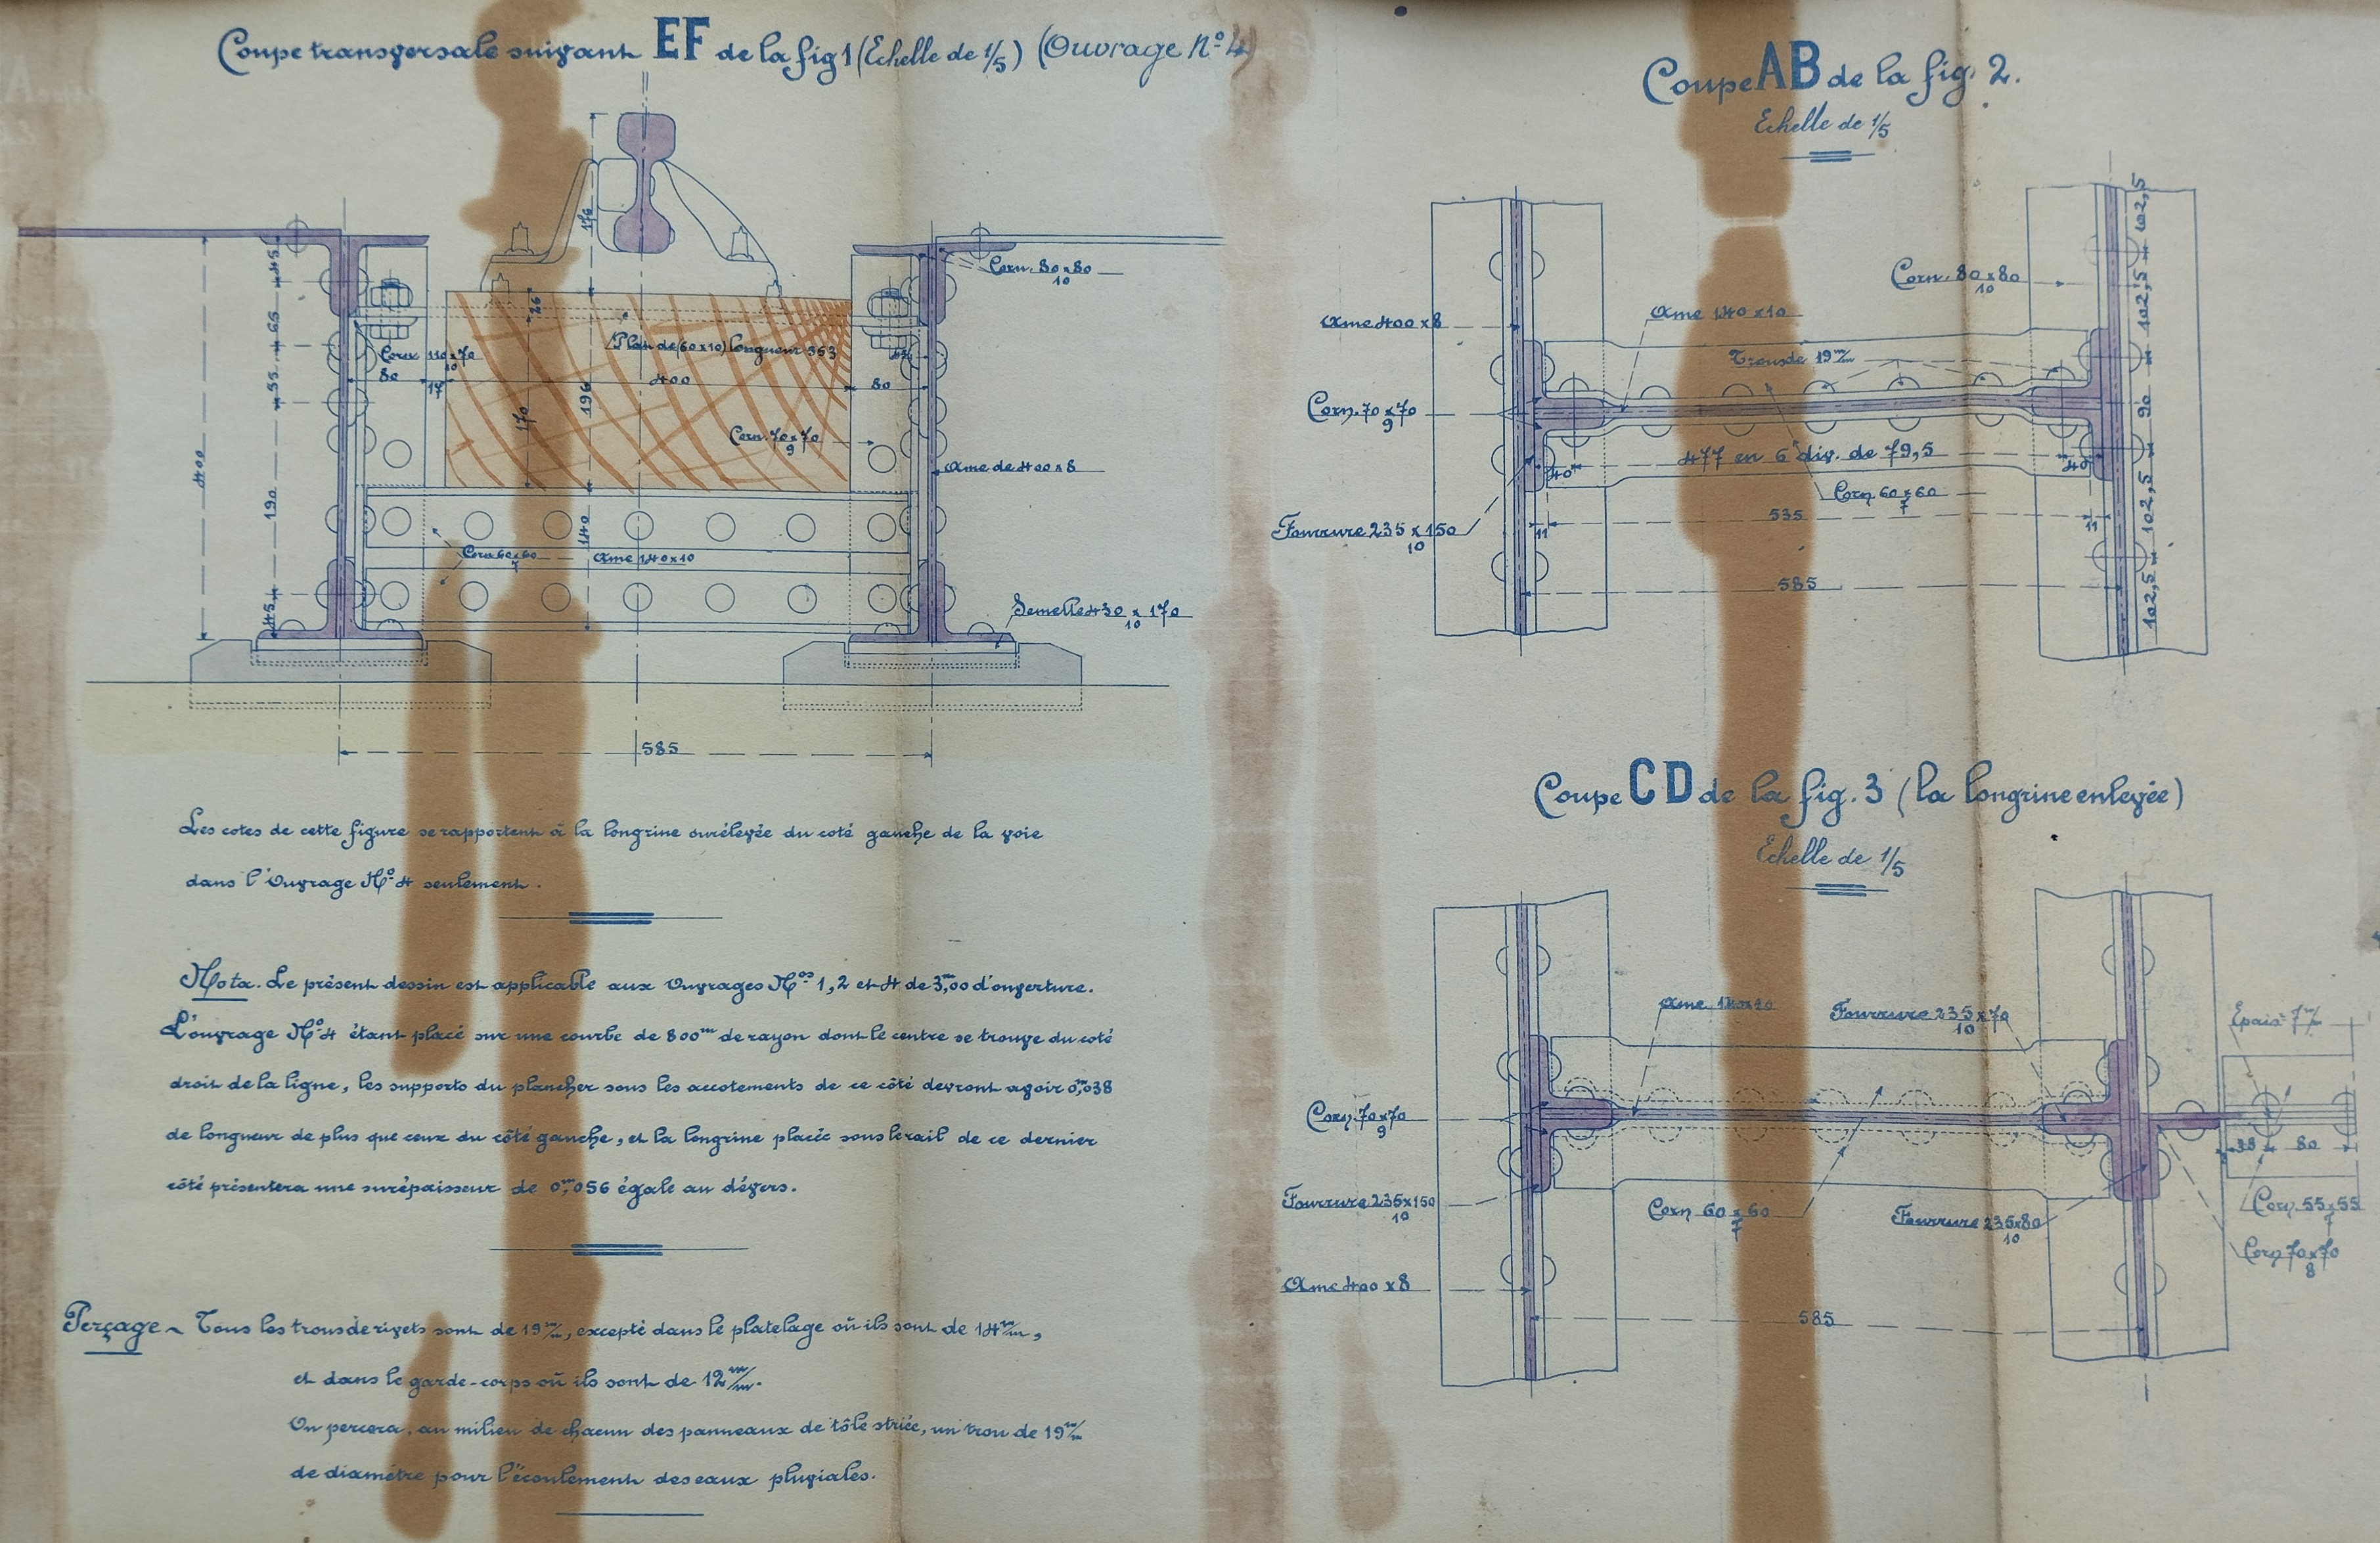 Coupe transversale suivant EF de la fig 1 (Echelle de 1/5) (Ouvrage Nº 4)
176
45
65
55
190
45
400
26
Corn. 80 x 80
10
Plan de (60 x 10) longueur 363
Corn 110 x 70
10
80
17
400
80
170
196
Corn. 70 x 70
9
Ame de 400 x 8
140
Corn 60 x 60
7
Ame 140 x 10
Semelle 430 x 170
10
585
Les cotes de cette figure se rapportent à la longrine surélevée du coté gauche de la voie
dans l'Ouvrage Nº 4 seulement.
Nota. Le présent dessin est applicable aux Ouvrages Nos 1, 2 et 4 de 3m,00 d'ouverture.
L'ouvrage Nº 4 étant placé sur une courbe de 800m de rayon dont le centre se trouve du coté
droit de la ligne, les supports du plancher sous les accotements de ce côté devront avoir 0m,038
de longueur de plus que ceux du côté gauche, et la longrine placée sous le rail de ce dernier
côté présentera une surépaisseur de 0m,056 égale au dévers.
Perçage ~ Tous les trous de rivets sont de 19 m/m, excepté dans le platelage où ils sont de 14 m/m,
et dans le garde-corps où ils sont de 12 m/m.
On percera, au milieu de chacun des panneaux de tôle striée, un trou de 19 m/m
de diamètre pour l'écoulement des eaux pluviales.
Coupe AB de la fig. 2.
Echelle de 1/5
102,5
102,5
90
102,5
102,5
Corn. 80 x 80
10
Ame 140 x 10
Ame 400 x 8
Trous de 19 m/m
Corn. 70 x 70
9
477 en 6 div. de 79,5
40
40
Corn 60 x 60
7
Fourrure 235 x 150
10
11
535
11
585
Coupe CD de la fig. 3 (la longrine enlevée)
Echelle de 1/5
Ame 140 x 10
Fourrure 235 x 70
10
Epais. 7 m/m
Corn. 70 x 70
9
38
80
Fourrure 235 x 150
10
Corn 60 x 60
7
Fourrure 235 x 80
10
Corn. 55 x 55
7
Corn 70 x 70
8
Ame 400 x 8
585